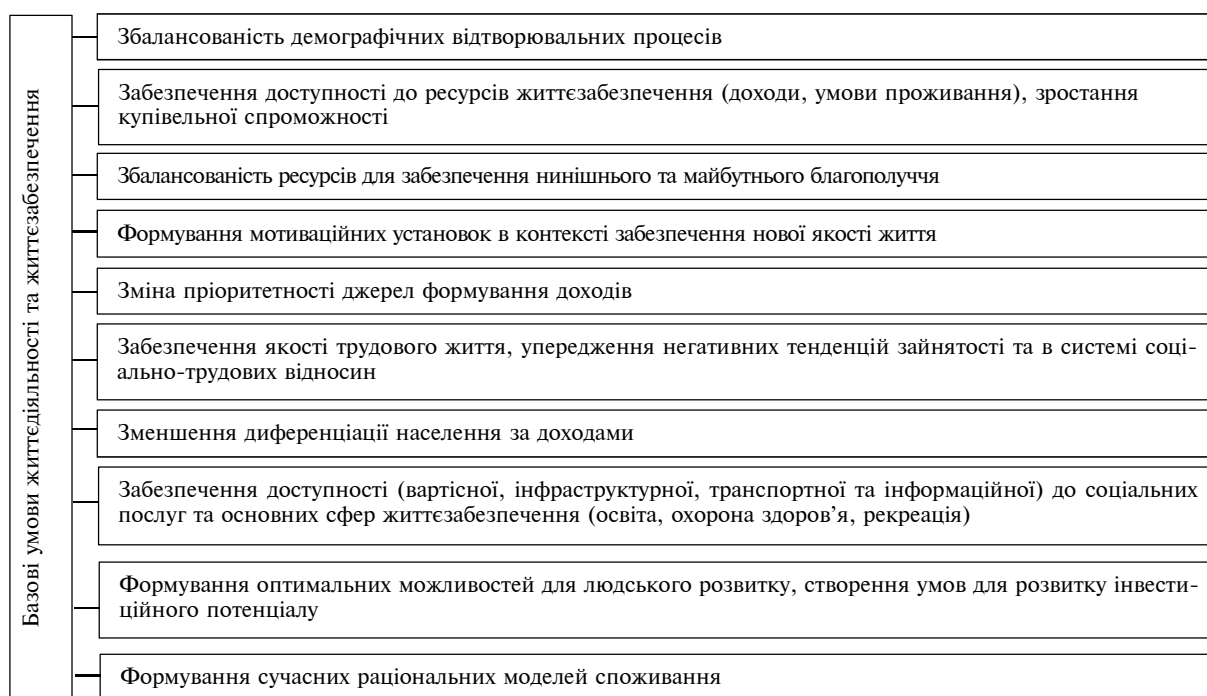 Базові умови життєдіяльності та життєзабезпечення
Збалансованість демографічних відтворювальних процесів
Забезпечення доступності до ресурсів життєзабезпечення (доходи, умови проживання), зростання
купівельної спроможності
Збалансованість ресурсів для забезпечення нинішнього та майбутнього благополуччя
Формування мотиваційних установок в контексті забезпечення нової якості життя
Зміна пріоритетності джерел формування доходів
Забезпечення якості трудового життя, упередження негативних тенденцій зайнятості та в системі соці-
ально-трудових відносин
Зменшення диференціації населення за доходами
Забезпечення доступності (вартісної, інфраструктурної, транспортної та інформаційної) до соціальних
послуг та основних сфер життєзабезпечення (освіта, охорона здоров’я, рекреація)
Формування оптимальних можливостей для людського розвитку, створення умов для розвитку інвести-
ційного потенціалу
Формування сучасних раціональних моделей споживання